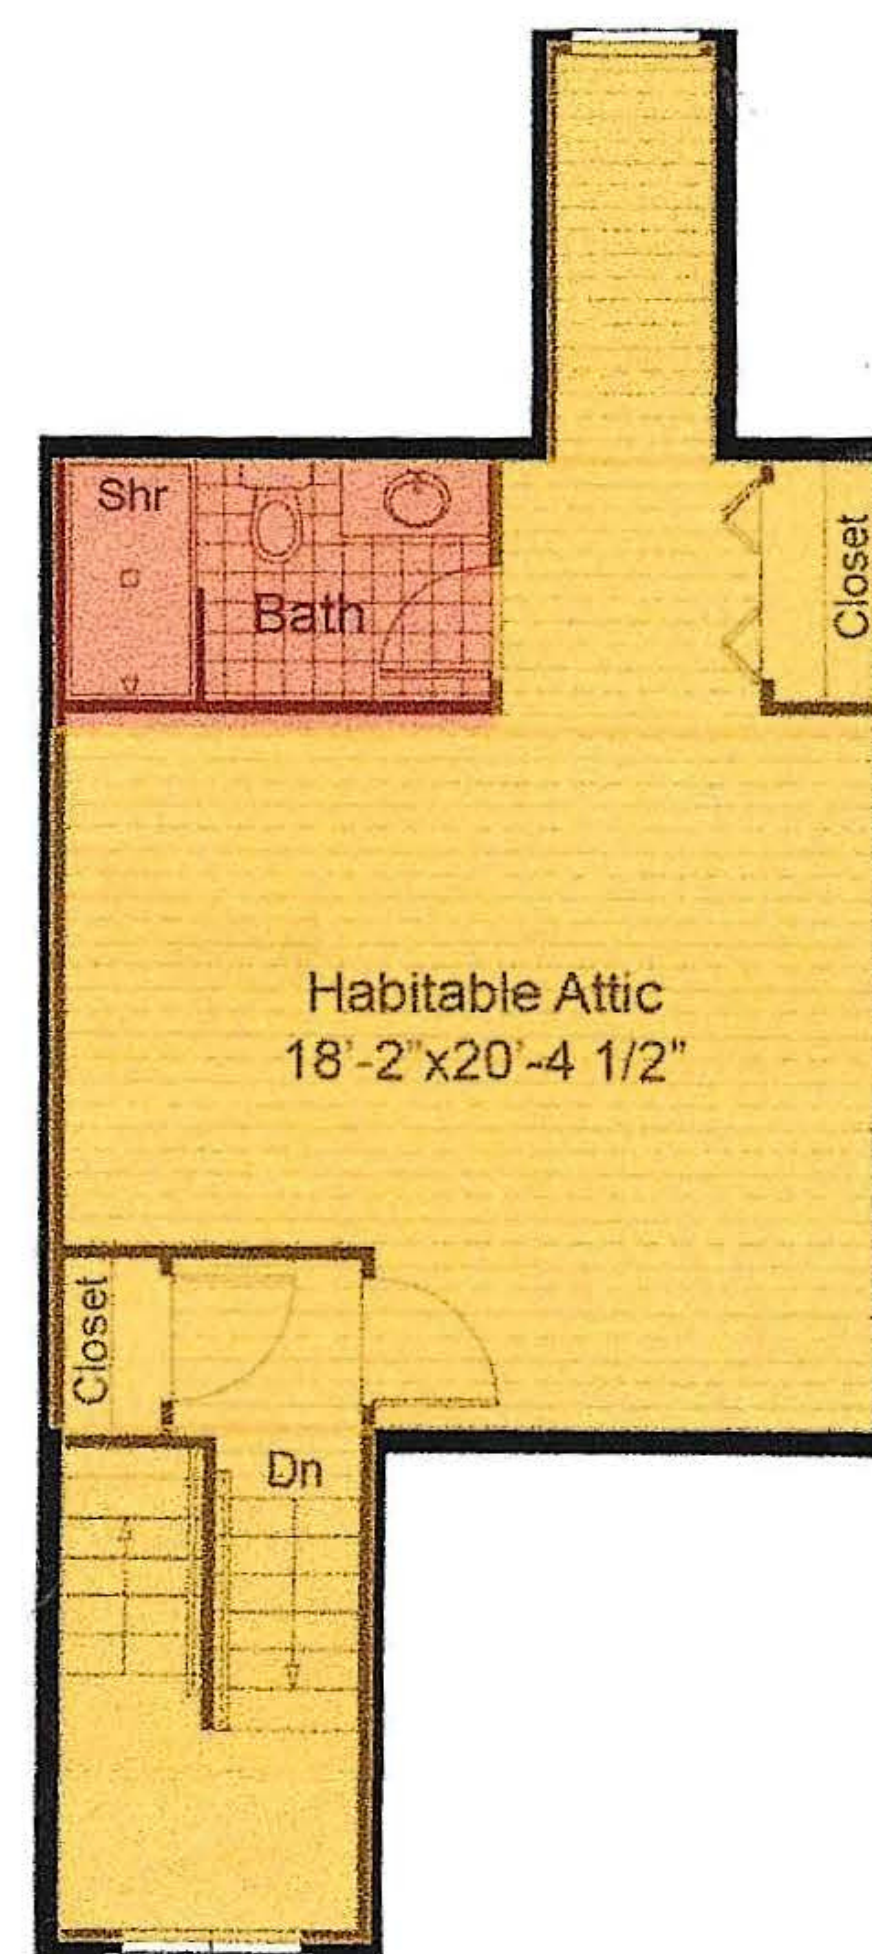 Shr
Bath
Closet
Habitable Attic
18'-2"x20'-4 1/2"
Closet
Dn